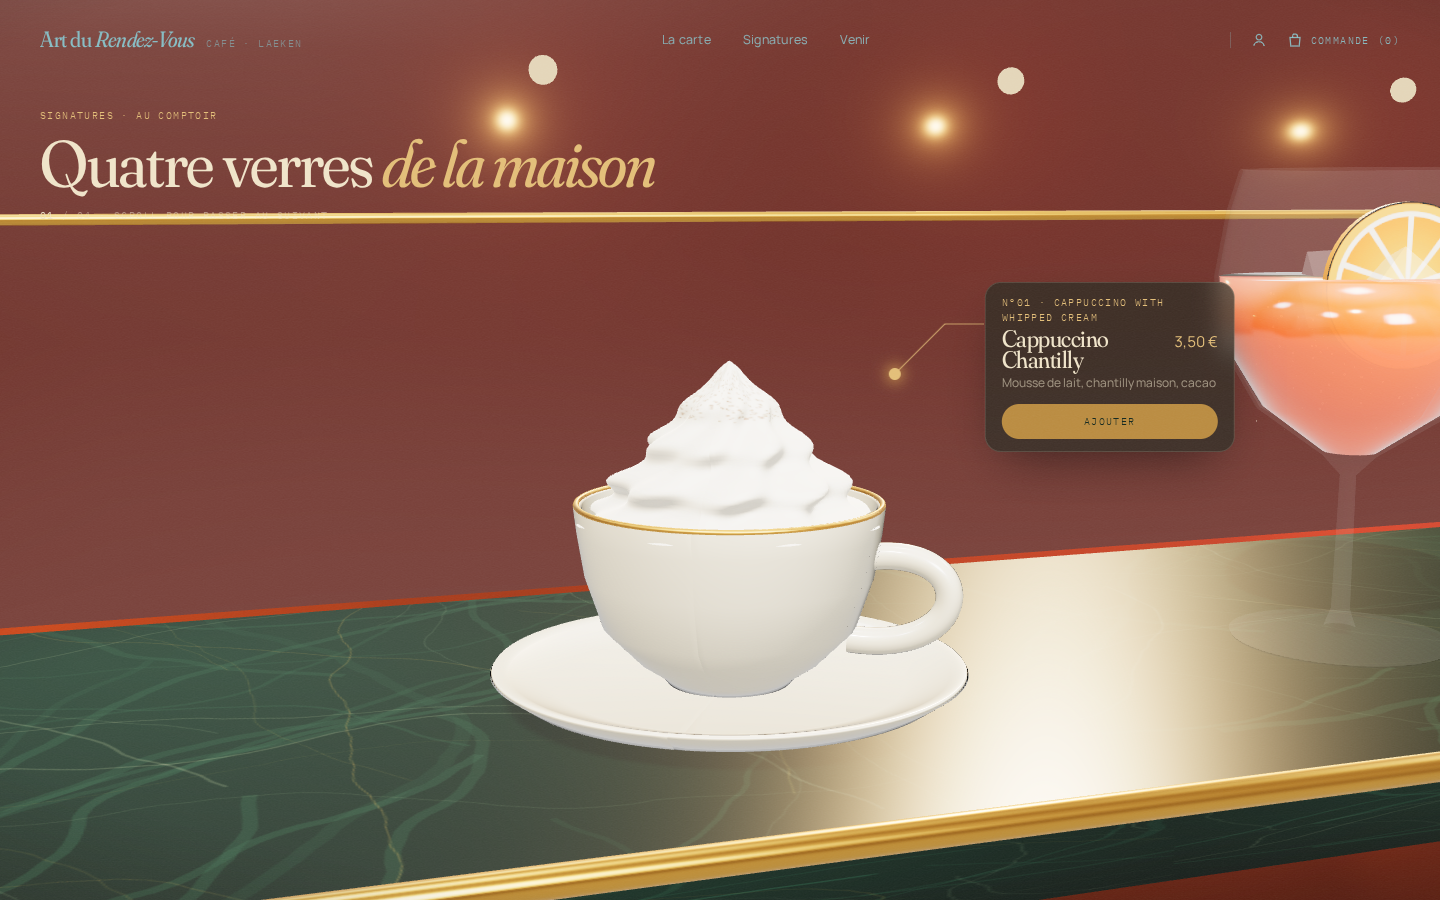 Art du Rendez-Vous CAFÉ · LAEKEN
La carte Signatures Venir
COMMANDE (0)
SIGNATURES · AU COMPTOIR
Quatre verres de la maison
N°01 · CAPPUCCINO WITH
WHIPPED CREAM
Cappuccino
Chantilly
3,50 €
Mousse de lait, chantilly maison, cacao
AJOUTER